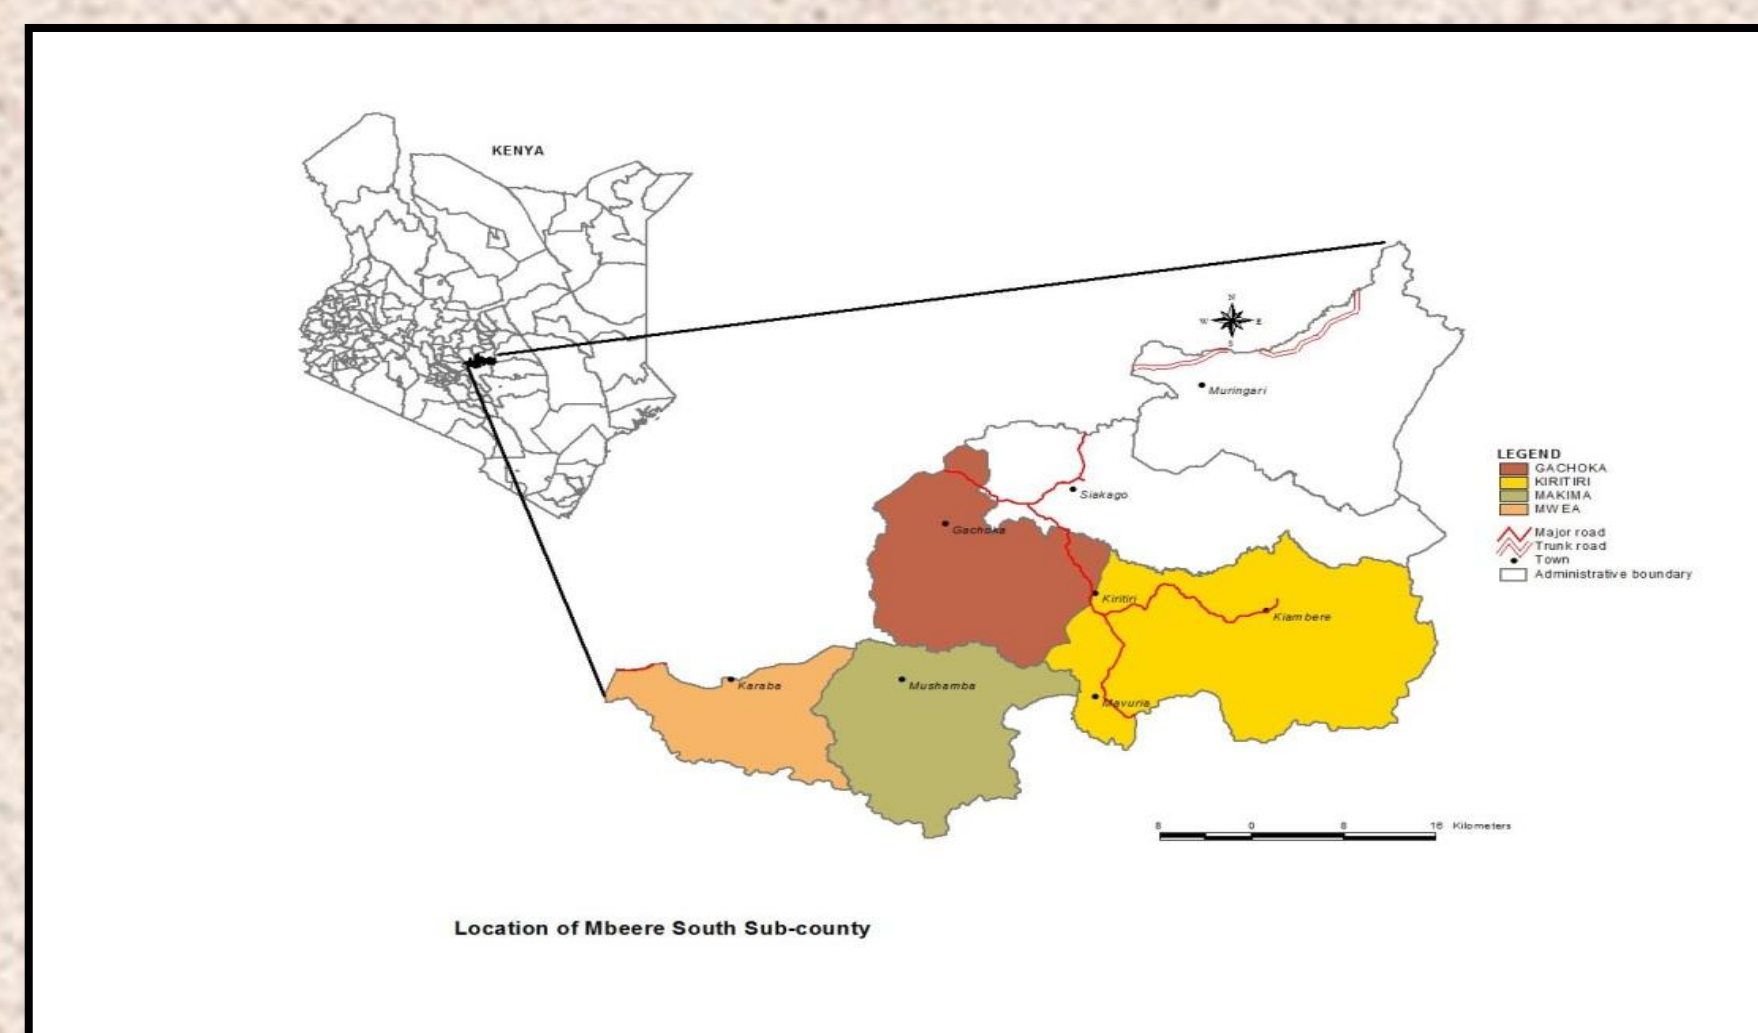 KENYA
N
W E
S
Muringari
Siakago
Gachoka
Kiritiri
Kiambere
Karaba
Mushamba
Mavuria
LEGEND
GACHOKA
KIRITIRI
MAKIMA
MWEA
Major road
Trunk road
Town
Administrative boundary
8 0 8 16 Kilometers
Location of Mbeere South Sub-county